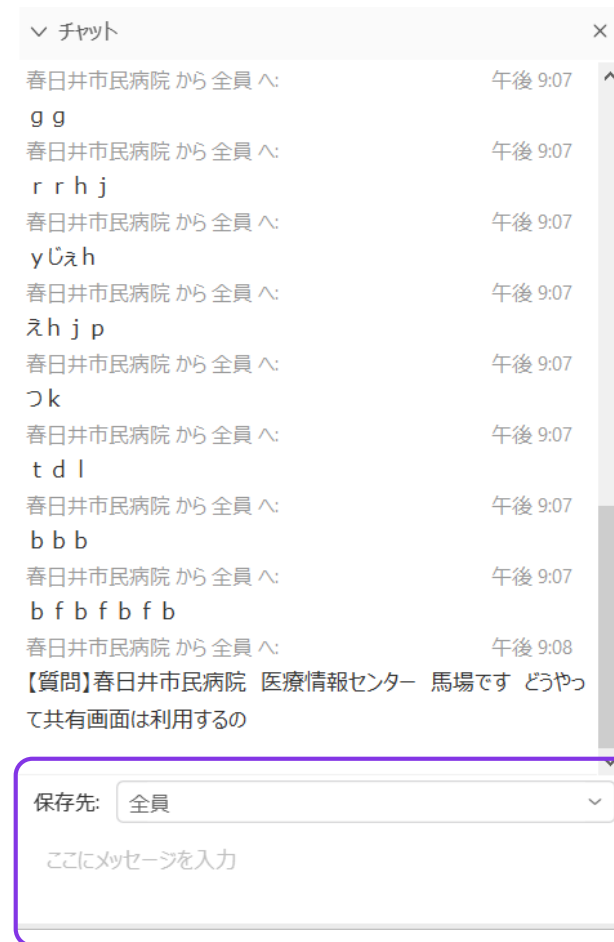 チャット
春日井市民病院 から 全員 へ: 午後 9:07
ｇｇ
春日井市民病院 から 全員 へ: 午後 9:07
ｒｒｈｊ
春日井市民病院 から 全員 へ: 午後 9:07
ｙじぇｈ
春日井市民病院 から 全員 へ: 午後 9:07
えｈｊｐ
春日井市民病院 から 全員 へ: 午後 9:07
つｋ
春日井市民病院 から 全員 へ: 午後 9:07
ｔｄｌ
春日井市民病院 から 全員 へ: 午後 9:07
ｂｂｂ
春日井市民病院 から 全員 へ: 午後 9:07
ｂｆｂｆｂｆｂ
春日井市民病院 から 全員 へ: 午後 9:08
【質問】春日井市民病院　医療情報センター　馬場です　どうやっ
て共有画面は利用するの
保存先: 全員
ここにメッセージを入力